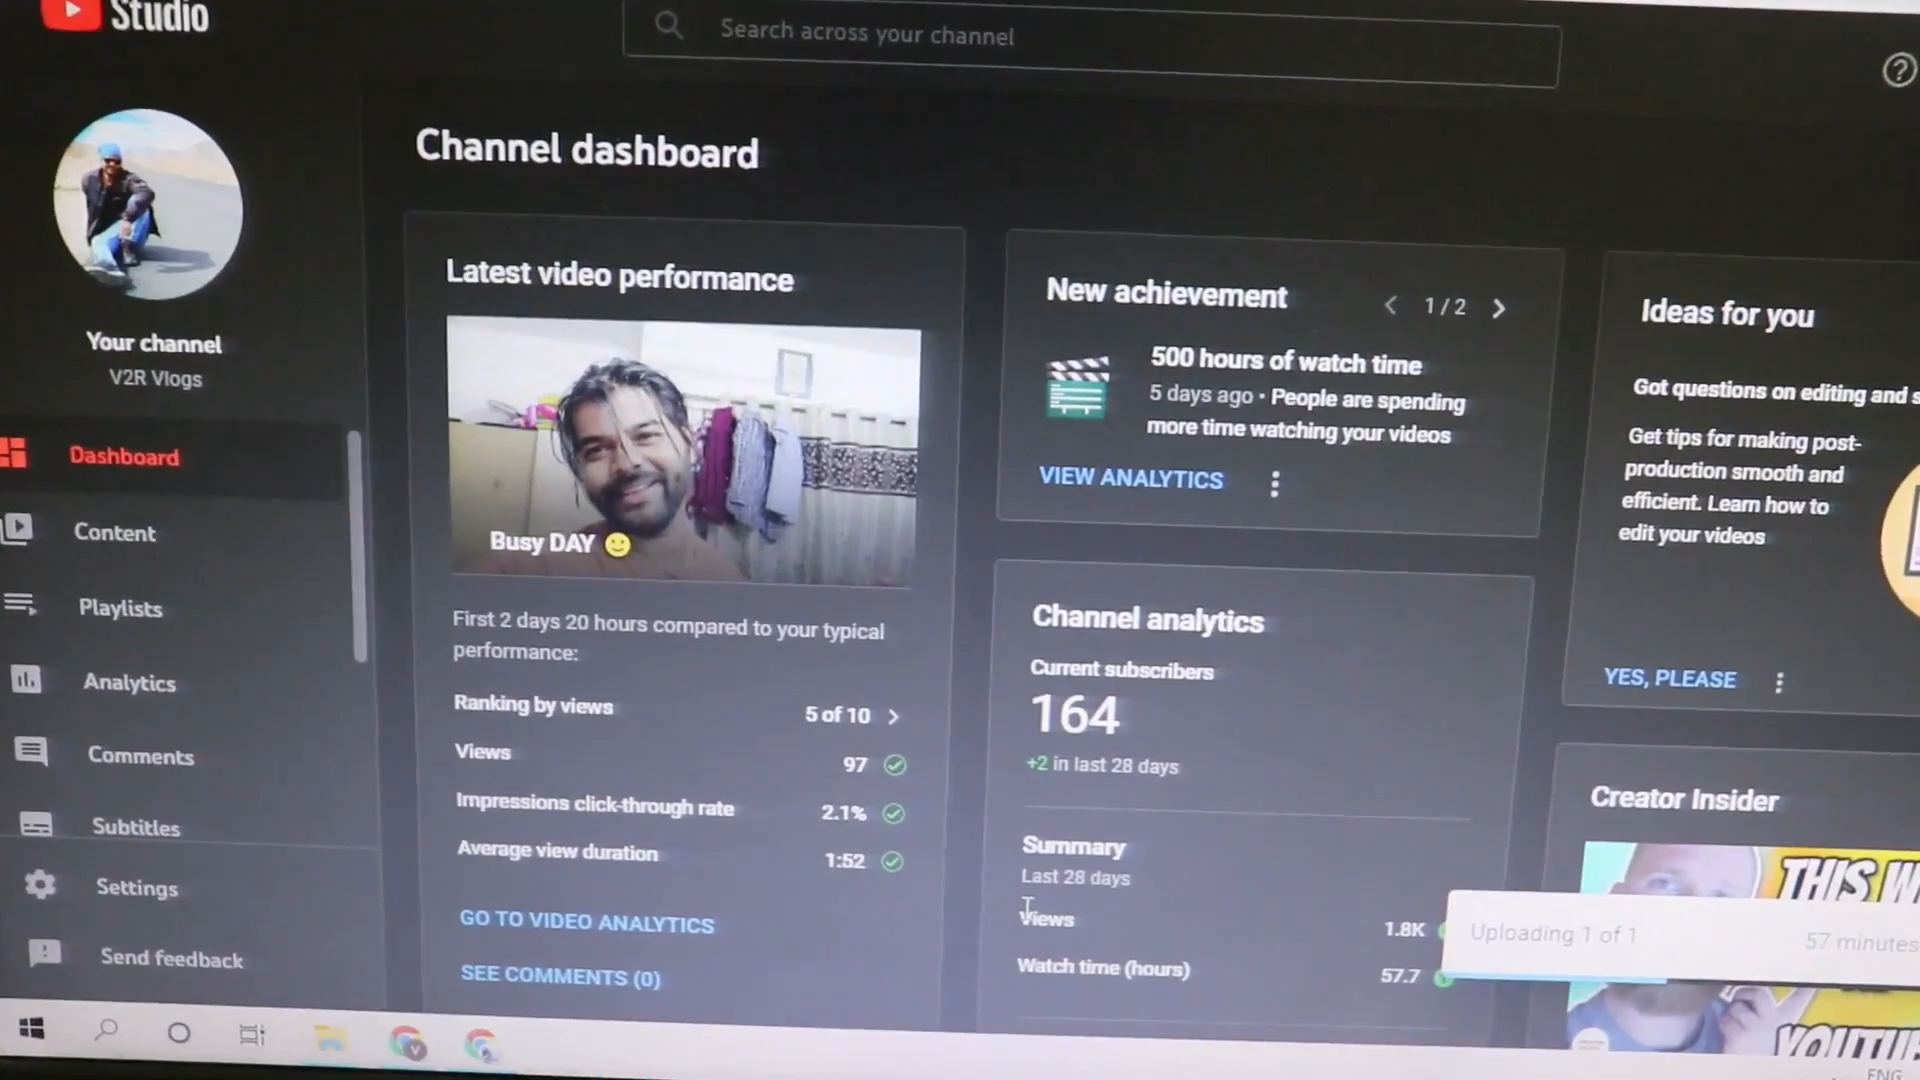 Studio
Search across your channel
Channel dashboard
Your channel
V2R Vlogs
Dashboard
Content
Playlists
Analytics
Comments
Subtitles
Settings
Send feedback
Latest video performance
Busy DAY
First 2 days 20 hours compared to your typical
performance:
Ranking by views 5 of 10
Views 97
Impressions click-through rate 2.1%
Average view duration 1:52
GO TO VIDEO ANALYTICS
SEE COMMENTS (0)
New achievement 1 / 2
500 hours of watch time
5 days ago • People are spending
more time watching your videos
VIEW ANALYTICS
Channel analytics
Current subscribers
164
+2 in last 28 days
Summary
Last 28 days
Views 1.8K
Watch time (hours) 57.7
Ideas for you
Got questions on editing and s
Get tips for making post-
production smooth and
efficient. Learn how to
edit your videos
YES, PLEASE
Creator Insider
THIS W
Uploading 1 of 1 57 minutes
YOUTU
ENG